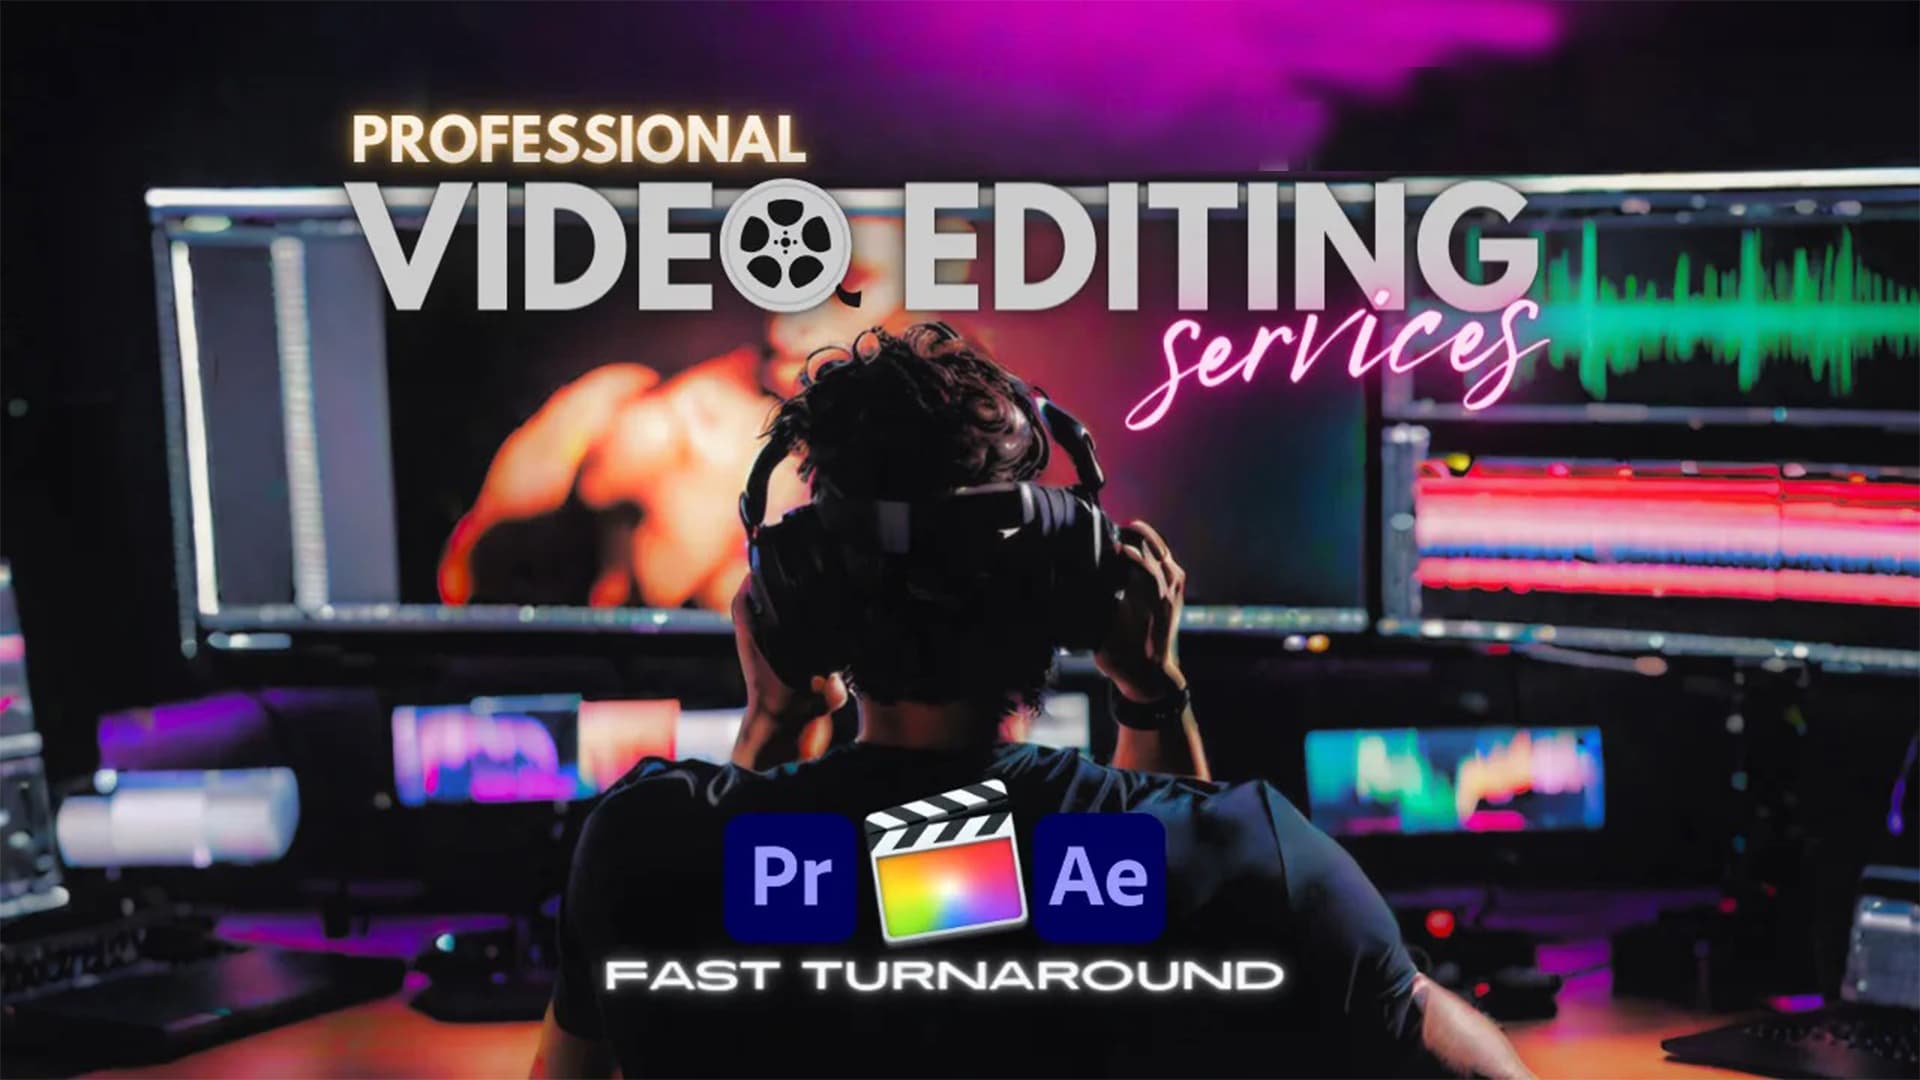 PROFESSIONAL
VIDEO EDITING
services
Pr Ae
FAST TURNAROUND